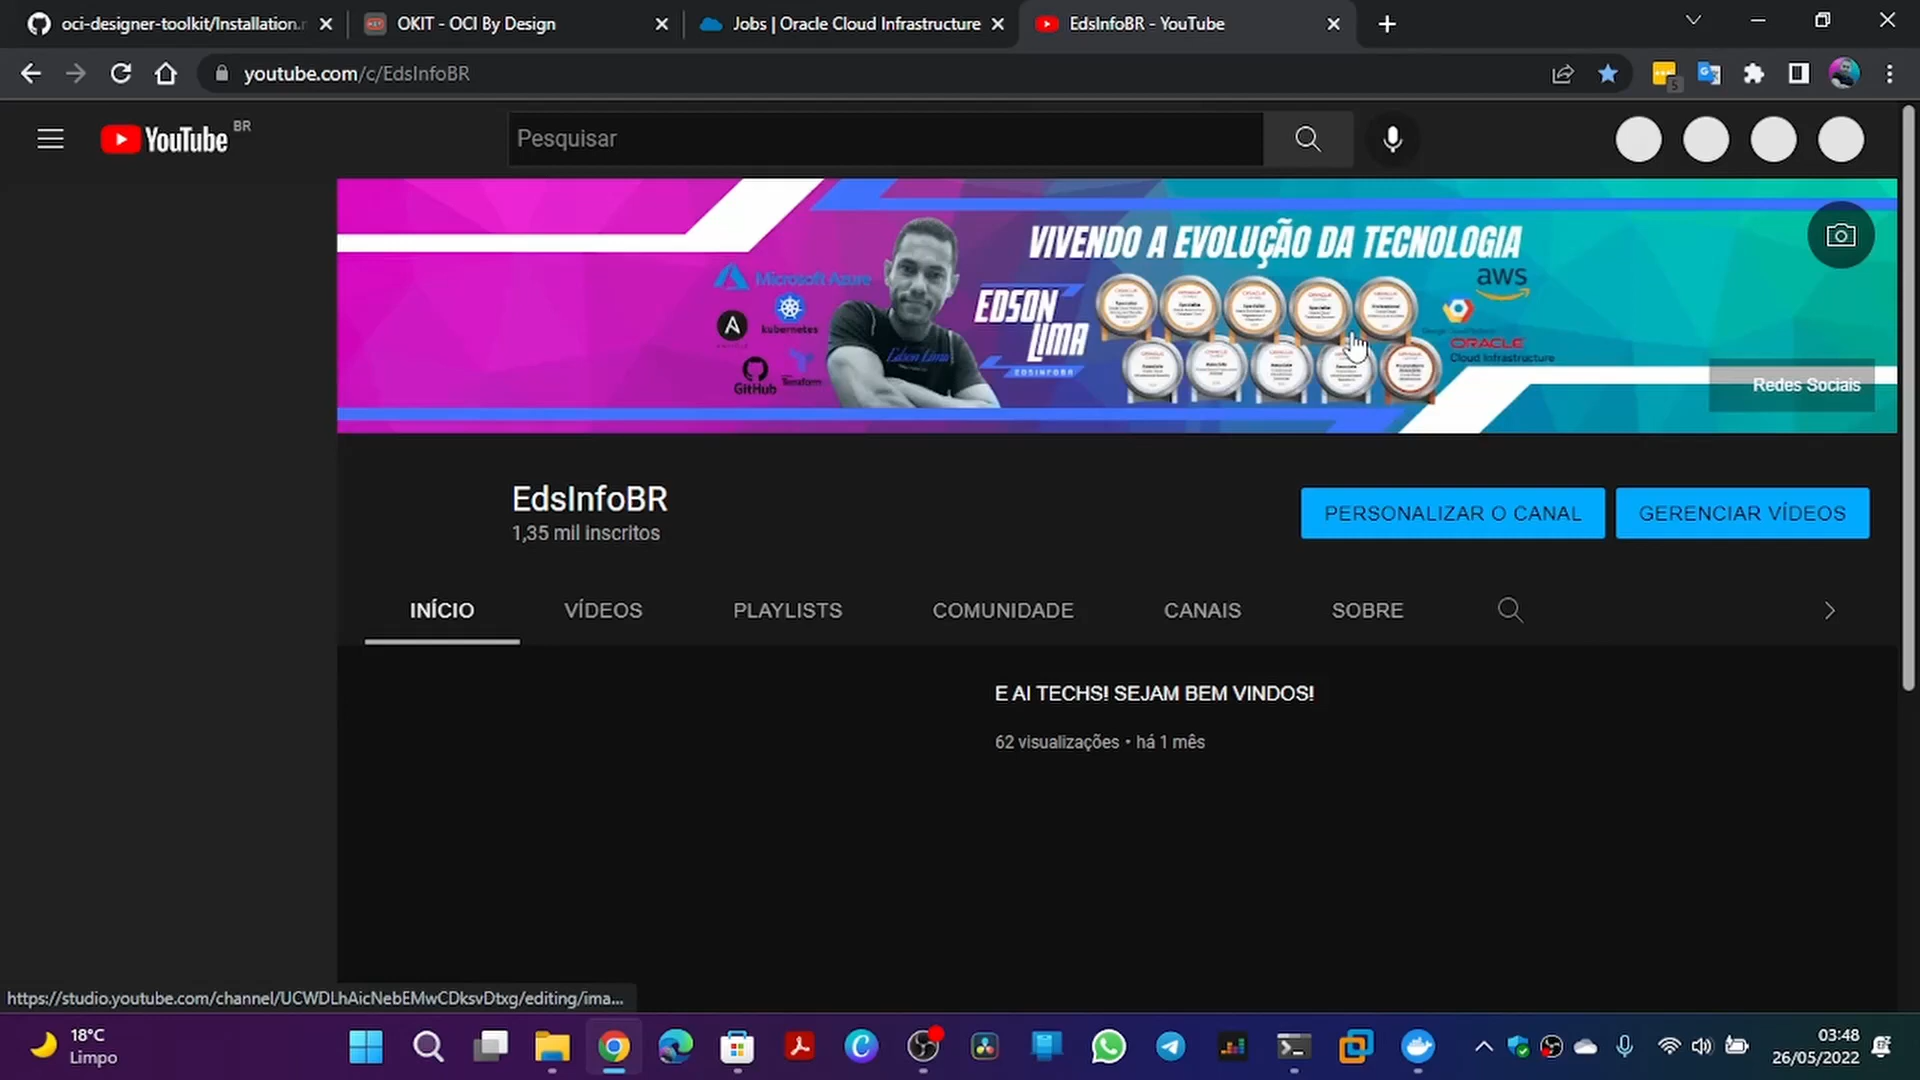 oci-designer-toolkit/Installation.r
OKIT - OCI By Design
Jobs | Oracle Cloud Infrastructure
EdsInfoBR - YouTube
youtube.com/c/EdsInfoBR
5
YouTube BR
Pesquisar
VIVENDO A EVOLUÇÃO DA TECNOLOGIA
Microsoft Azure
aws
kubernetes
EDSON LIMA
EDSINFOBR
Edson Lima
GitHub
Terraform
ORACLE
Cloud Infrastructure
Redes Sociais
EdsInfoBR
1,35 mil inscritos
PERSONALIZAR O CANAL
GERENCIAR VÍDEOS
INÍCIO
VÍDEOS
PLAYLISTS
COMUNIDADE
CANAIS
SOBRE
E AI TECHS! SEJAM BEM VINDOS!
62 visualizações • há 1 mês
https://studio.youtube.com/channel/UCWDLhAicNebEMwCDksvDtxg/editing/ima...
18°C
Limpo
03:48
26/05/2022